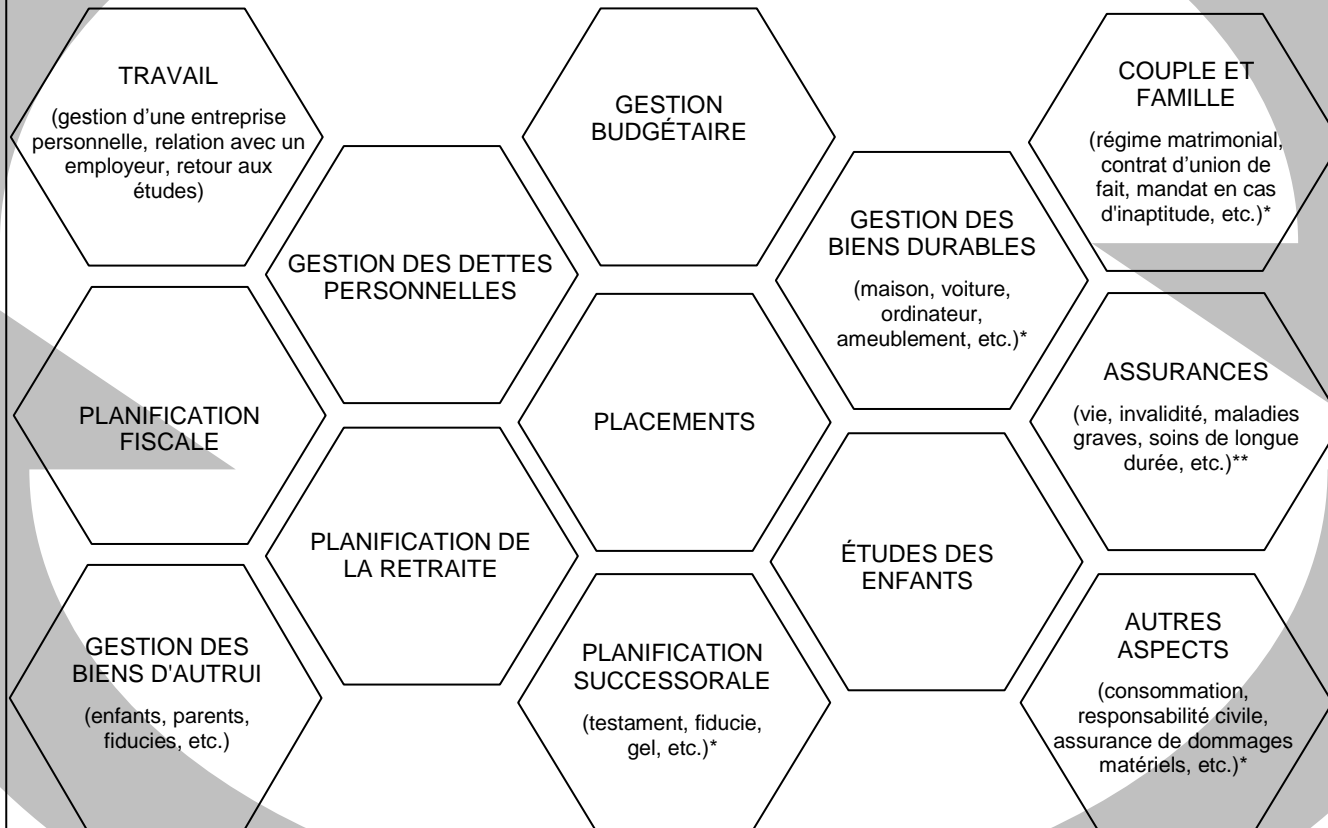 TRAVAIL
(gestion d'une entreprise
personnelle, relation avec un
employeur, retour aux
études)
GESTION
BUDGÉTAIRE
COUPLE ET
FAMILLE
(régime matrimonial,
contrat d'union de
fait, mandat en cas
d'inaptitude, etc.)*
GESTION DES DETTES
PERSONNELLES
GESTION DES
BIENS DURABLES
(maison, voiture,
ordinateur,
ameublement, etc.)*
PLANIFICATION
FISCALE
PLACEMENTS
ASSURANCES
(vie, invalidité, maladies
graves, soins de longue
durée, etc.)**
PLANIFICATION DE
LA RETRAITE
ÉTUDES DES
ENFANTS
GESTION DES
BIENS D'AUTRUI
(enfants, parents,
fiducies, etc.)
PLANIFICATION
SUCCESSORALE
(testament, fiducie,
gel, etc.)*
AUTRES
ASPECTS
(consommation,
responsabilité civile,
assurance de dommages
matériels, etc.)*